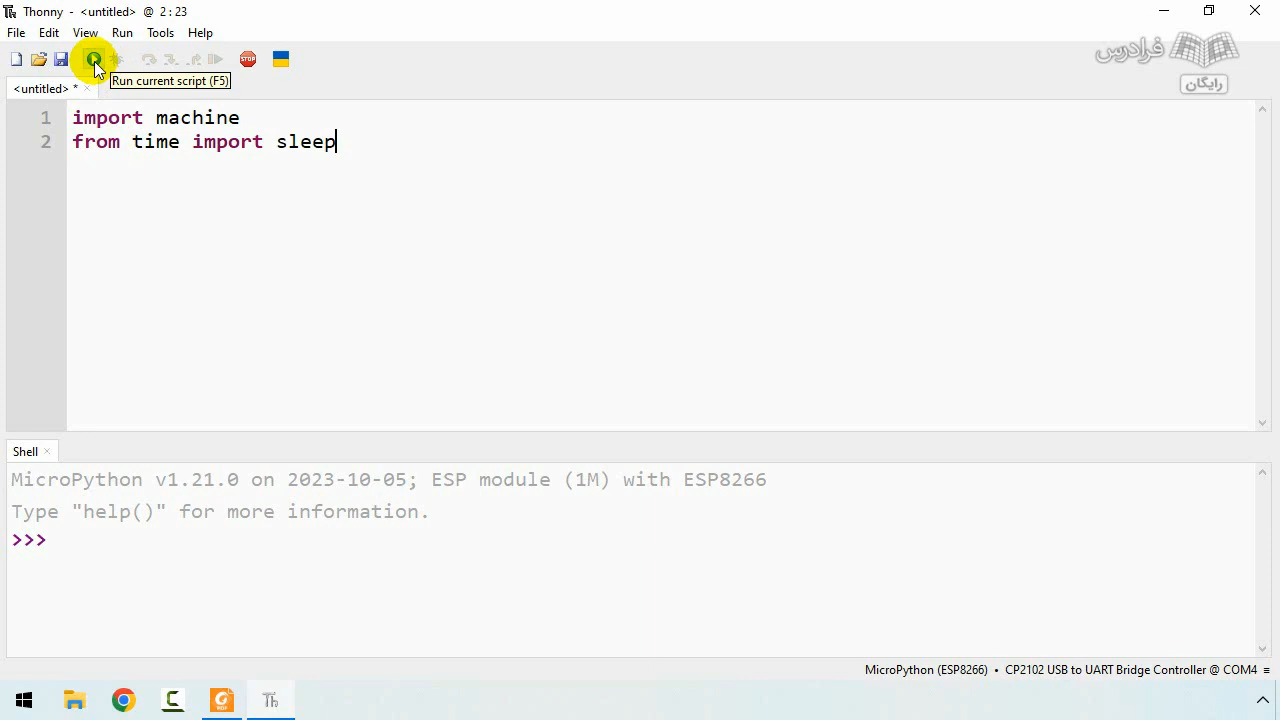 Thonny - <untitled> @ 2:23
File Edit View Run Tools Help
STOP
فرادرس
رایگان
Run current script (F5)
<untitled> *
1 import machine
2 from time import sleep
Shell
MicroPython v1.21.0 on 2023-10-05; ESP module (1M) with ESP8266
Type "help()" for more information.
>>>
MicroPython (ESP8266) • CP2102 USB to UART Bridge Controller @ COM4 ≡